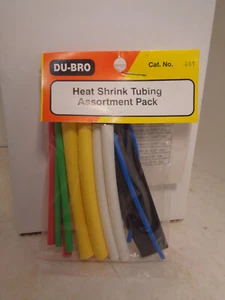 DU-BRO
Cat. No.
Heat Shrink Tubing
Assortment Pack